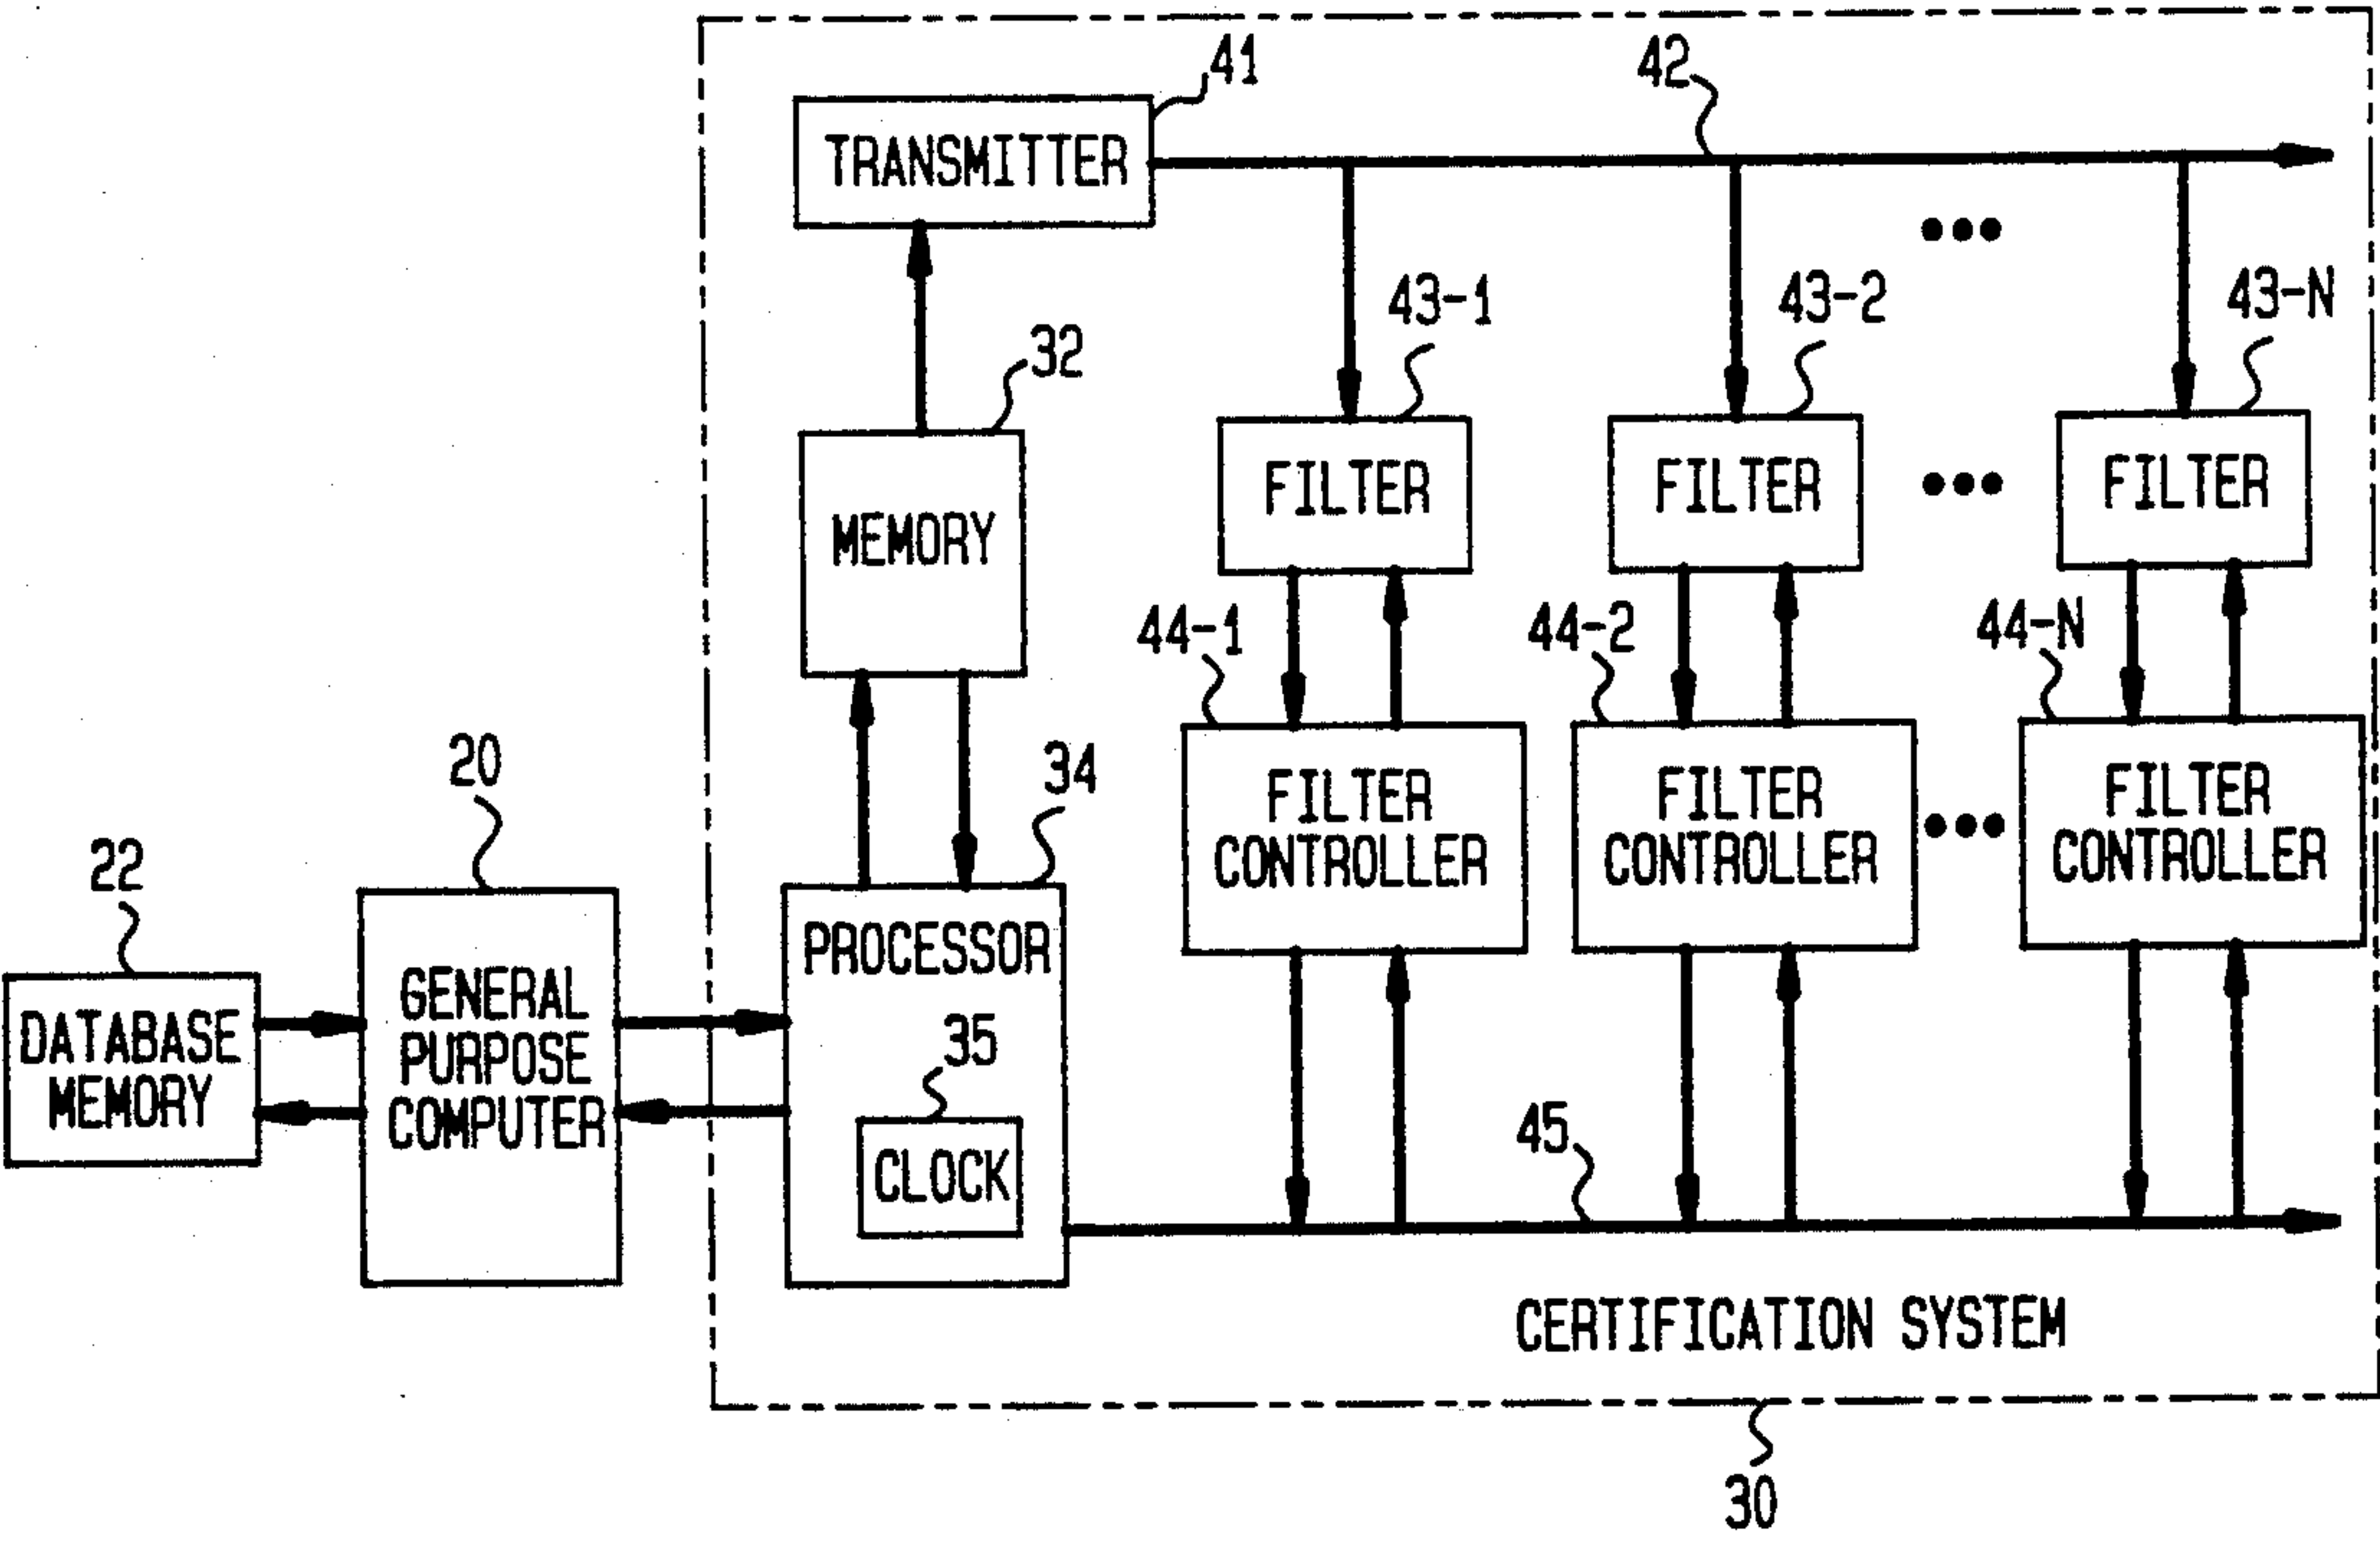 41
42
TRANSMITTER
43-1
43-2
43-N
32
FILTER
FILTER
FILTER
MEMORY
44-1
44-2
44-N
20
34
FILTER
CONTROLLER
FILTER
CONTROLLER
FILTER
CONTROLLER
22
PROCESSOR
GENERAL
PURPOSE
COMPUTER
DATABASE
MEMORY
35
CLOCK
45
CERTIFICATION SYSTEM
30